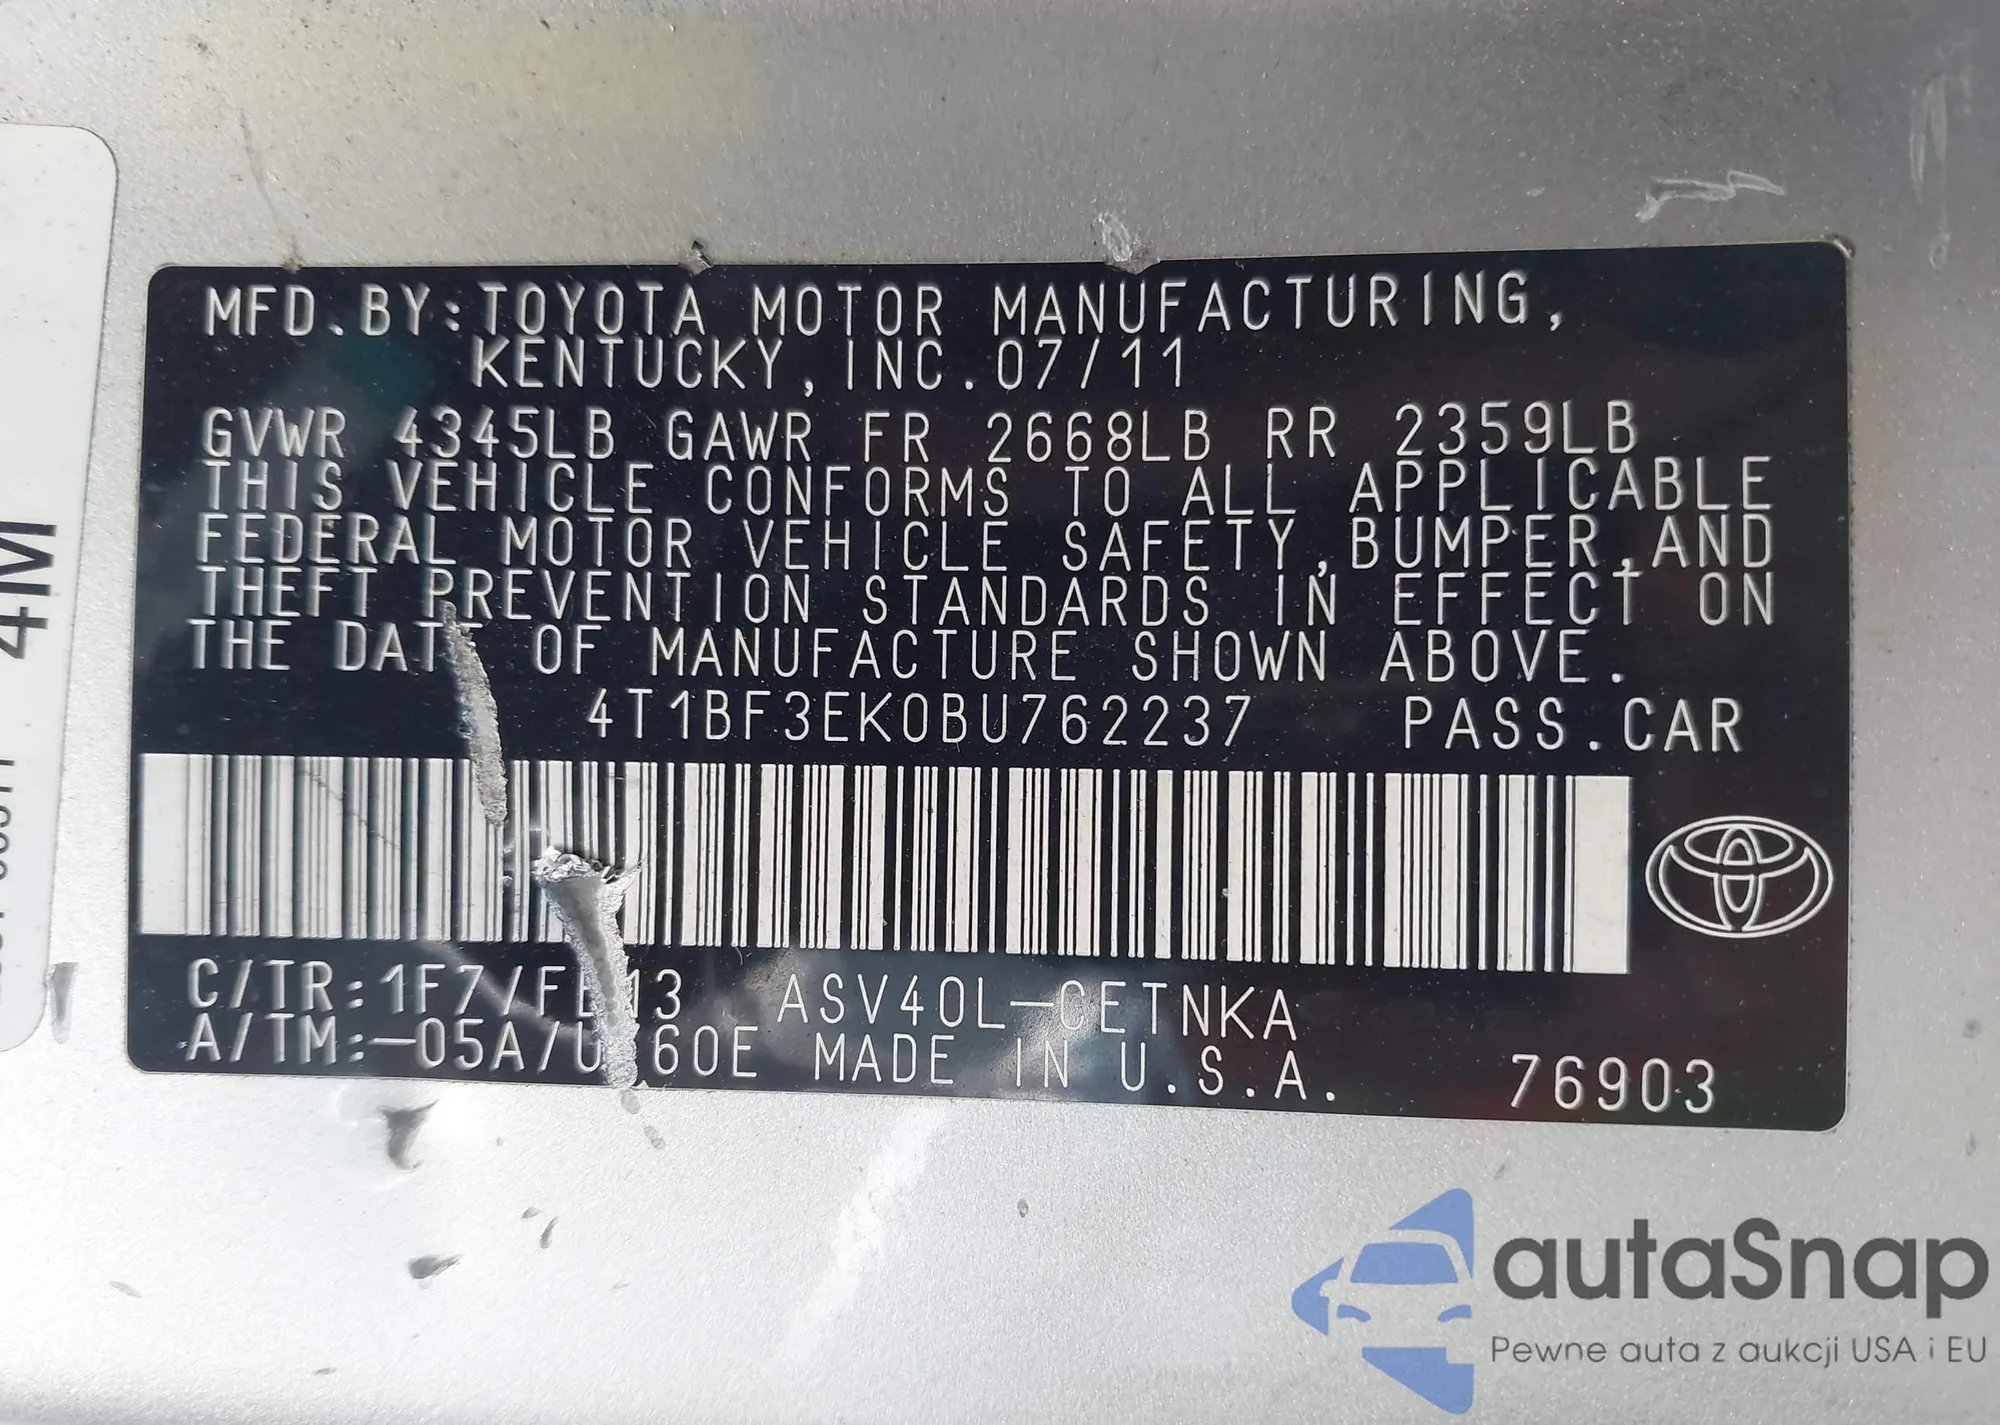 MFD.BY:TOYOTA MOTOR MANUFACTURING,
KENTUCKY, INC.07/11
GVWR 4345LB GAWR FR 2668LB RR 2359LB
THIS VEHICLE CONFORMS TO ALL APPLICABLE
FEDERAL MOTOR VEHICLE SAFETY,BUMPER,AND
THEFT PREVENTION STANDARDS IN EFFECT ON
THE DATE OF MANUFACTURE SHOWN ABOVE.
4T1BF3EK0BU762237 PASS.CAR
C/TR:1F7/ 13 ASV40L-CETNKA
A/TM:-05A/U 60E MADE IN U.S.A. 76903
4M
autaSnap
Pewne auta z aukcji USA i EU